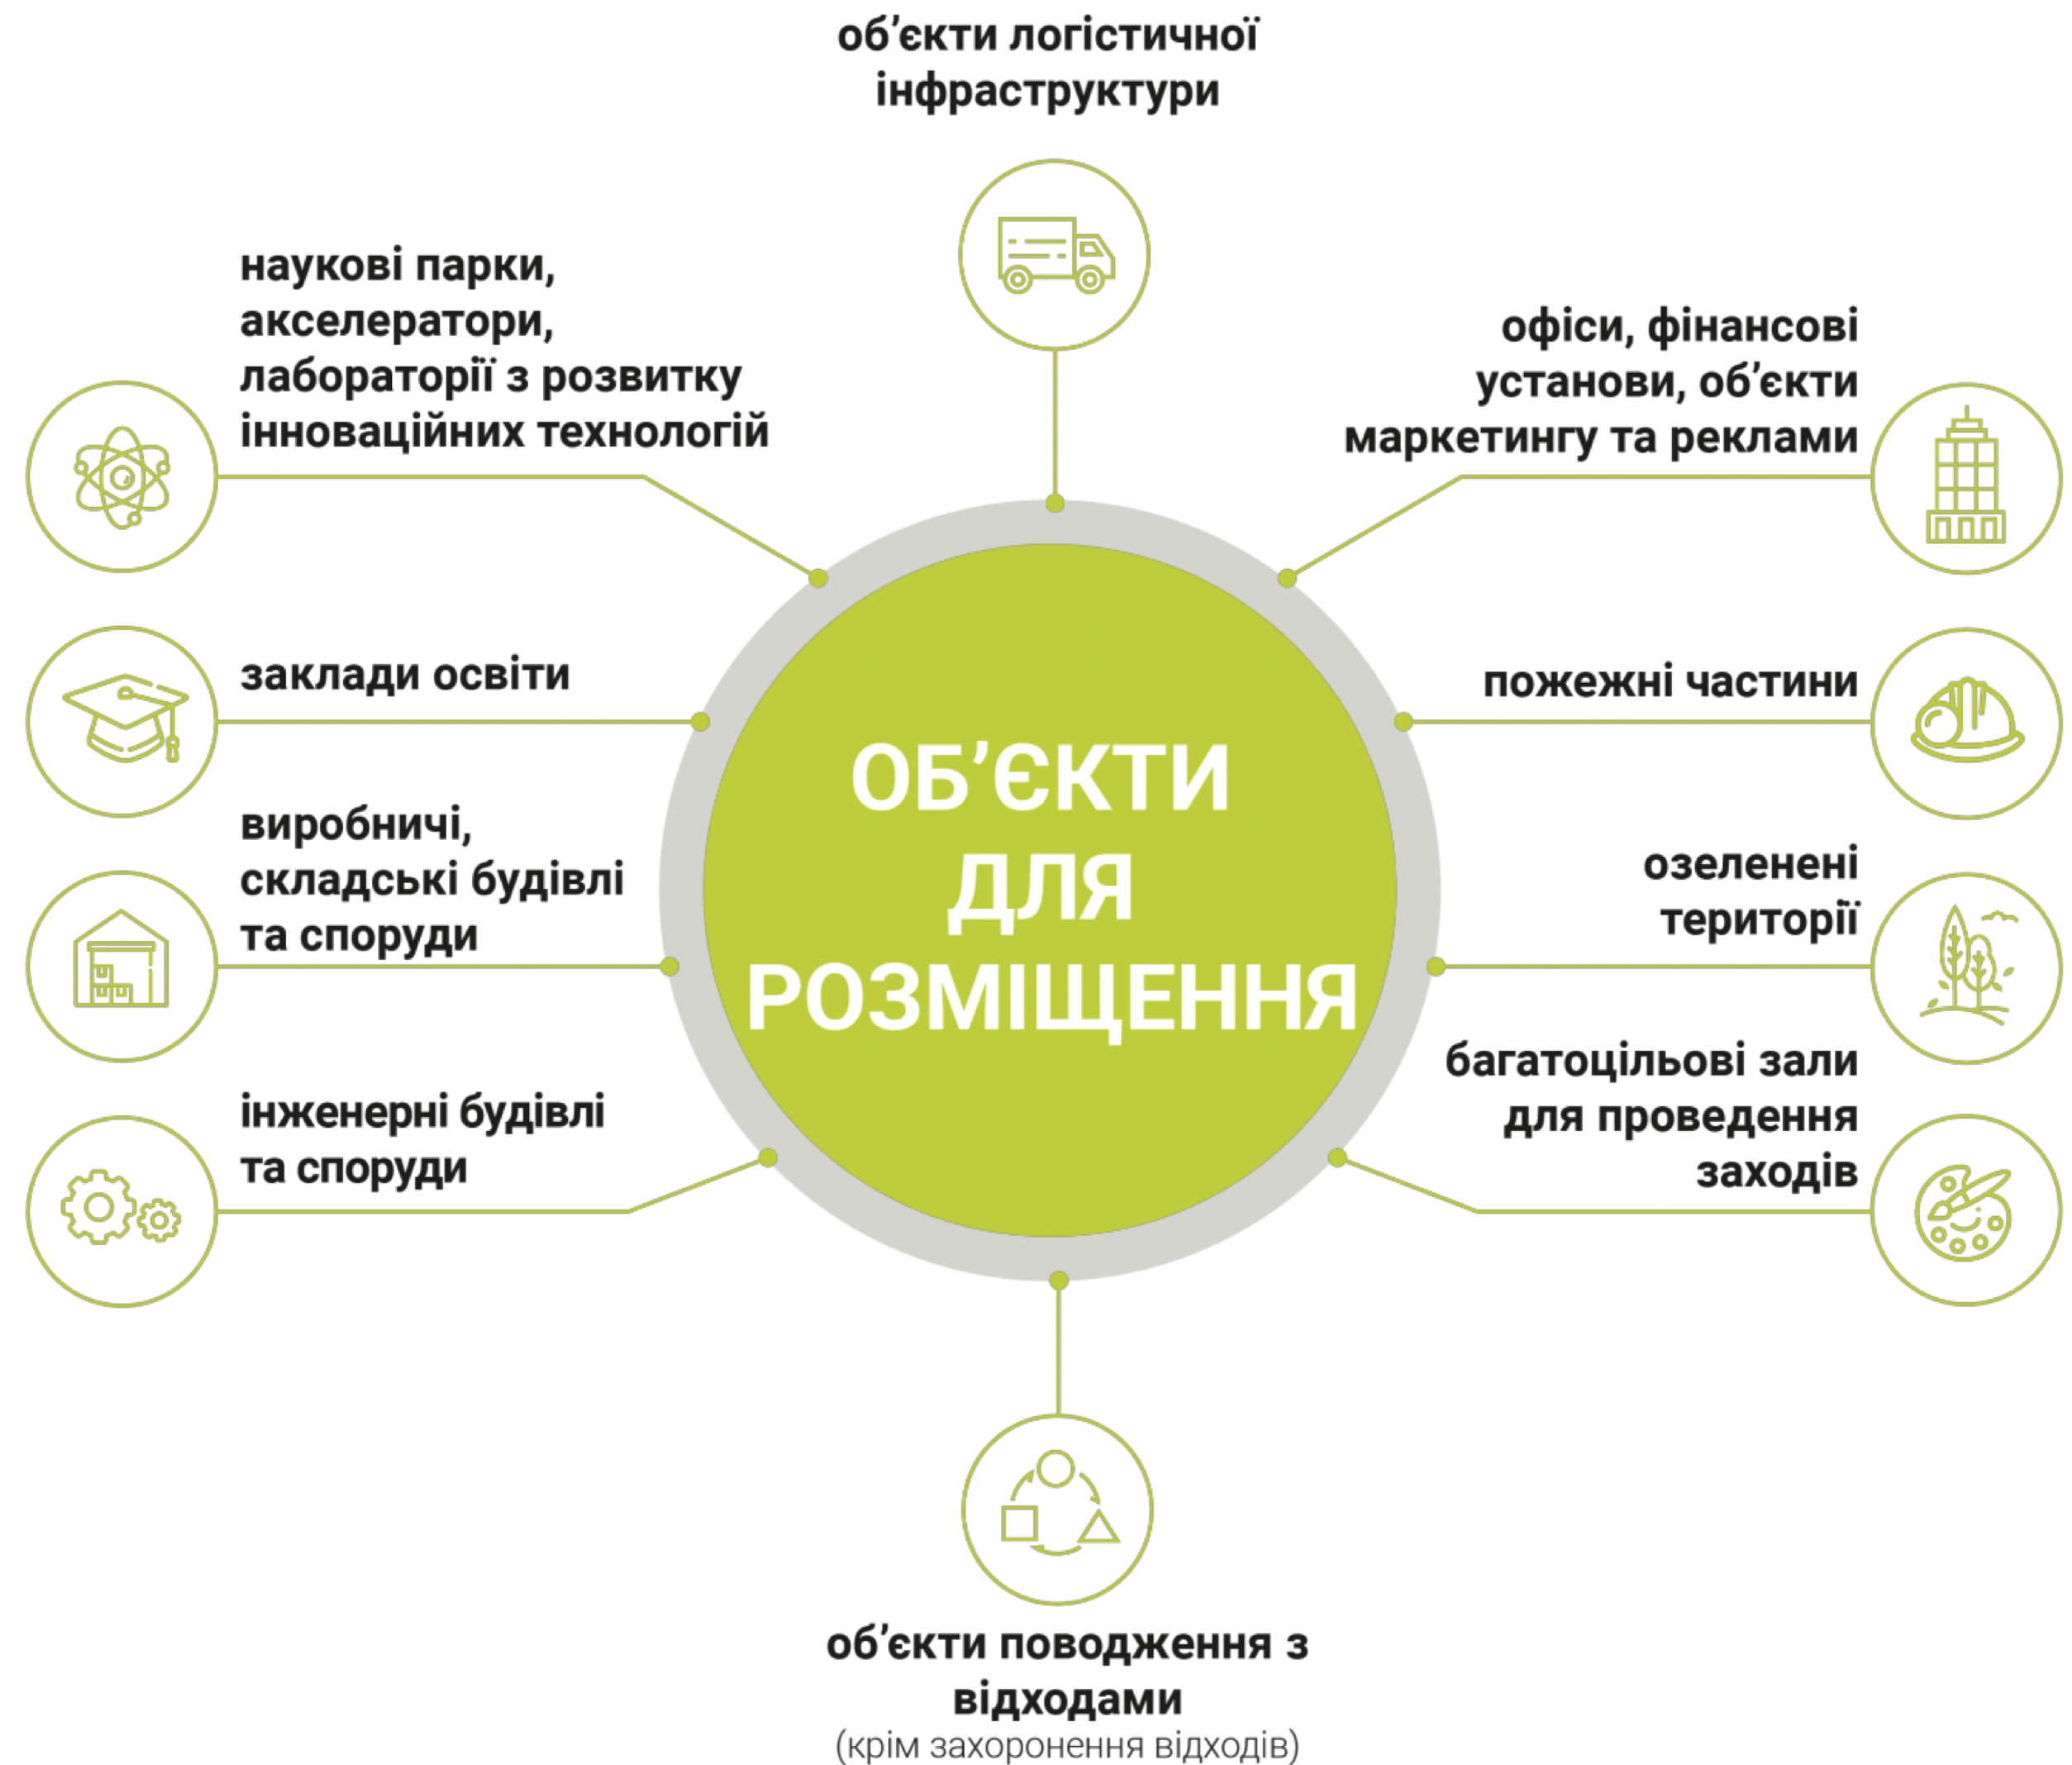 об’єкти логістичної
інфраструктури
наукові парки,
акселератори,
лабораторії з розвитку
інноваційних технологій
офіси, фінансові
установи, об’єкти
маркетингу та реклами
заклади освіти
пожежні частини
ОБ’ЄКТИ
ДЛЯ
РОЗМІЩЕННЯ
виробничі,
складські будівлі
та споруди
озеленені
території
інженерні будівлі
та споруди
багатоцільові зали
для проведення
заходів
об’єкти поводження з
відходами
(крім захоронення відходів)